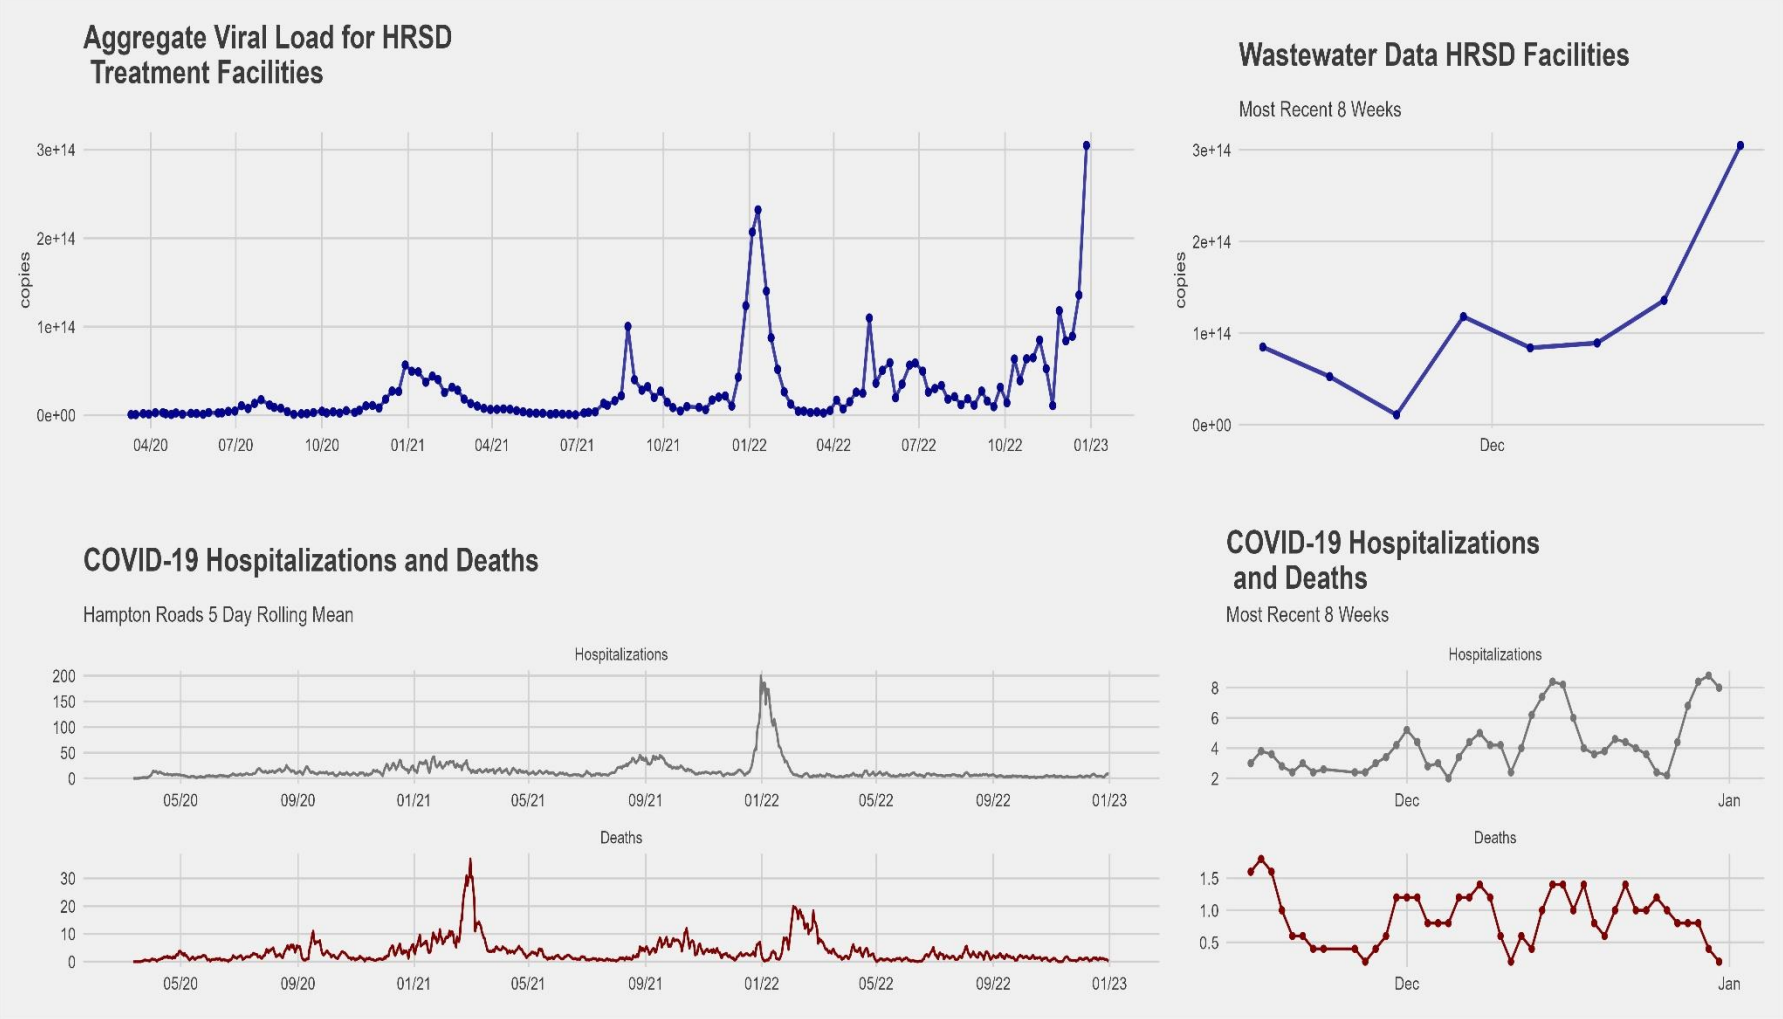 Aggregate Viral Load for HRSD
Treatment Facilities
copies
3e+14
2e+14
1e+14
0e+00
04/20 07/20 10/20 01/21 04/21 07/21 10/21 01/22 04/22 07/22 10/22 01/23
Wastewater Data HRSD Facilities
Most Recent 8 Weeks
copies
3e+14
2e+14
1e+14
0e+00
Dec
COVID-19 Hospitalizations and Deaths
Hampton Roads 5 Day Rolling Mean
Hospitalizations
200
150
100
50
0
05/20 09/20 01/21 05/21 09/21 01/22 05/22 09/22 01/23
Deaths
30
20
10
0
05/20 09/20 01/21 05/21 09/21 01/22 05/22 09/22 01/23
COVID-19 Hospitalizations
and Deaths
Most Recent 8 Weeks
Hospitalizations
8
6
4
2
Dec Jan
Deaths
1.5
1.0
0.5
Dec Jan